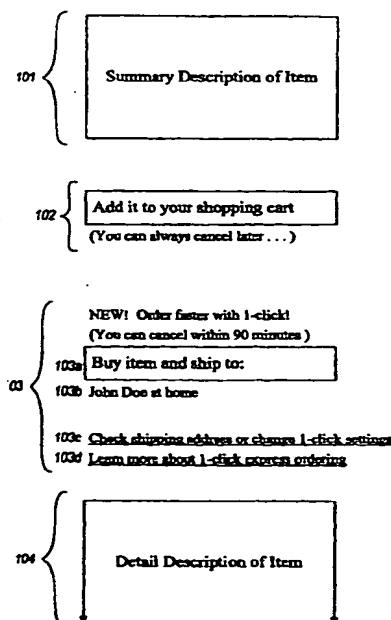 101 Summary Description of Item
102 Add it to your shopping cart
(You can always cancel later . . .)
NEW! Order faster with 1-click!
(You can cancel within 90 minutes)
103a Buy item and ship to:
03
103b John Doe at home
103c Check shipping address or change 1-click settings
103d Learn more about 1-click express ordering
104 Detail Description of Item